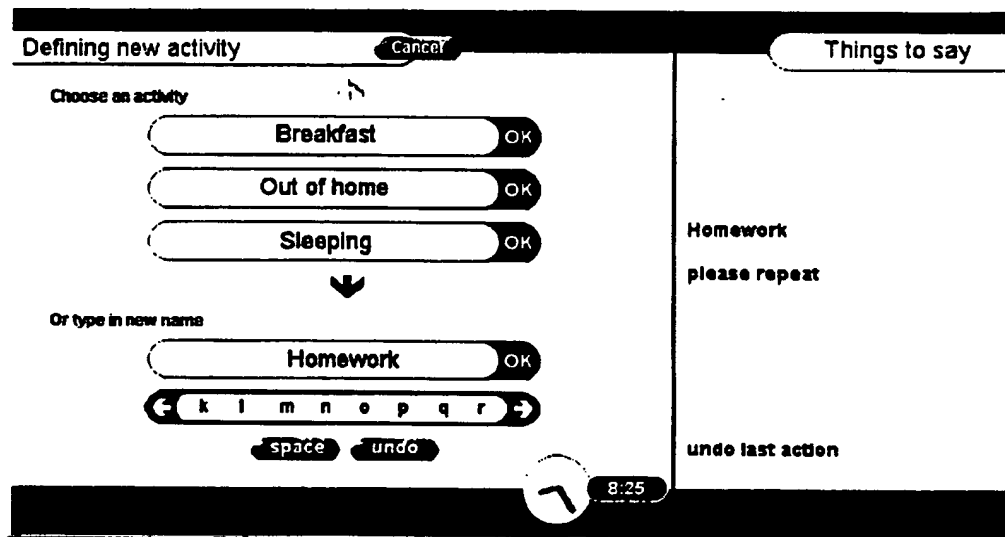 Defining new activity
Cancel
Things to say
Choose an activity
Breakfast OK
Out of home OK
Sleeping OK
Homework
please repeat
Or type in new name
Homework OK
k l m n o p q r
space undo
undo last action
8:25